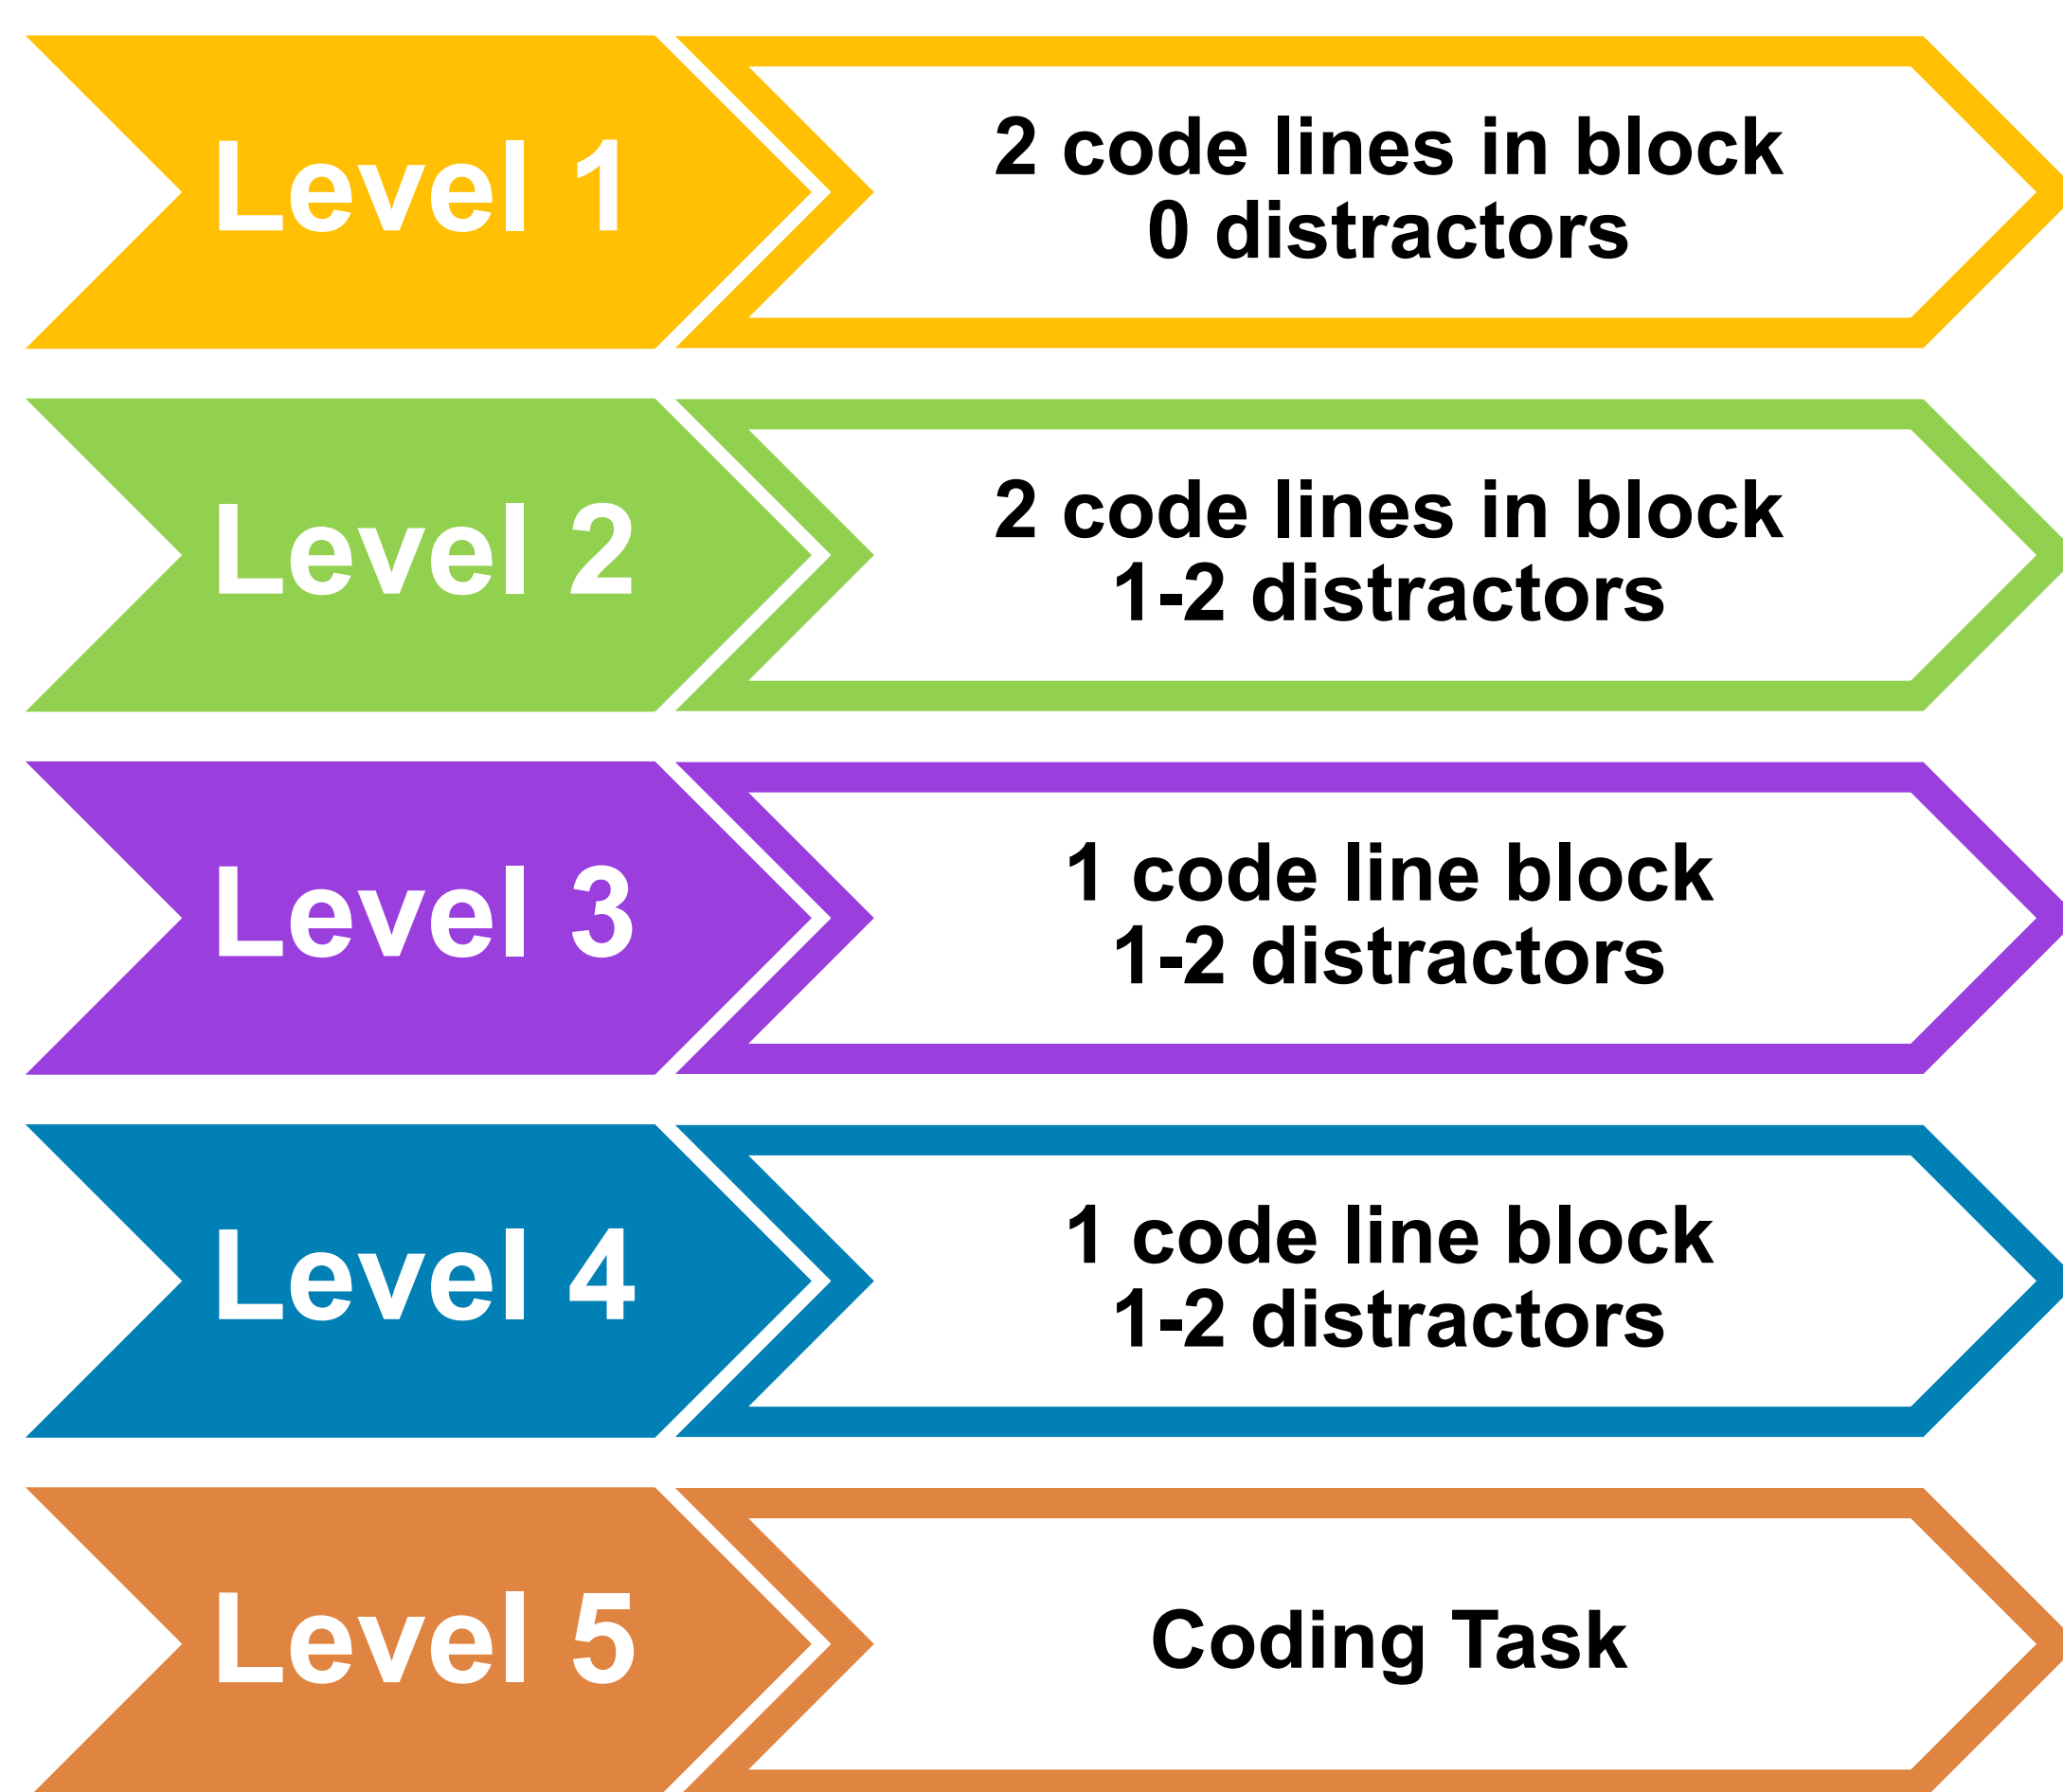 Level 1
2 code lines in block
0 distractors
Level 2
2 code lines in block
1-2 distractors
Level 3
1 code line block
1-2 distractors
Level 4
1 code line block
1-2 distractors
Level 5
Coding Task